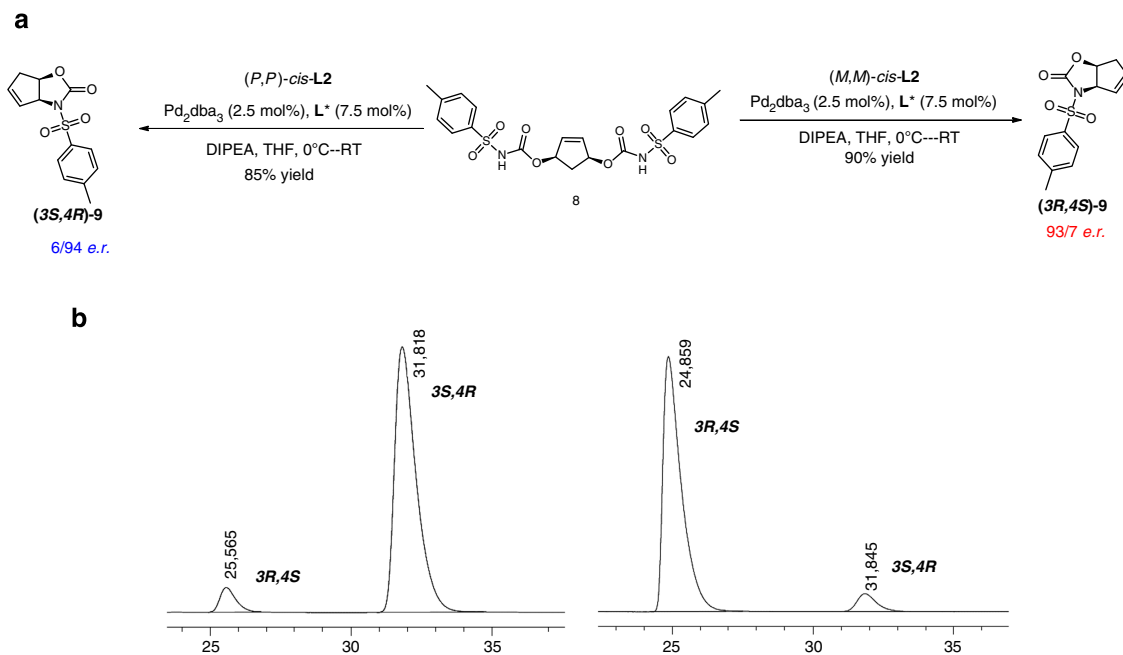 a
(P,P)-cis-L2
Pd2dba3 (2.5 mol%), L* (7.5 mol%)
DIPEA, THF, 0°C--RT
85% yield
(M,M)-cis-L2
Pd2dba3 (2.5 mol%), L* (7.5 mol%)
DIPEA, THF, 0°C---RT
90% yield
O
O
N
O
S
O
(3S,4R)-9
6/94 e.r.
O
S
O
N
H
O
O
O
O
N
H
S
O
O
8
O
O
N
O
S
O
(3R,4S)-9
93/7 e.r.
b
25,565
3R,4S
31,818
3S,4R
24,859
3R,4S
31,845
3S,4R
25 30 35
25 30 35